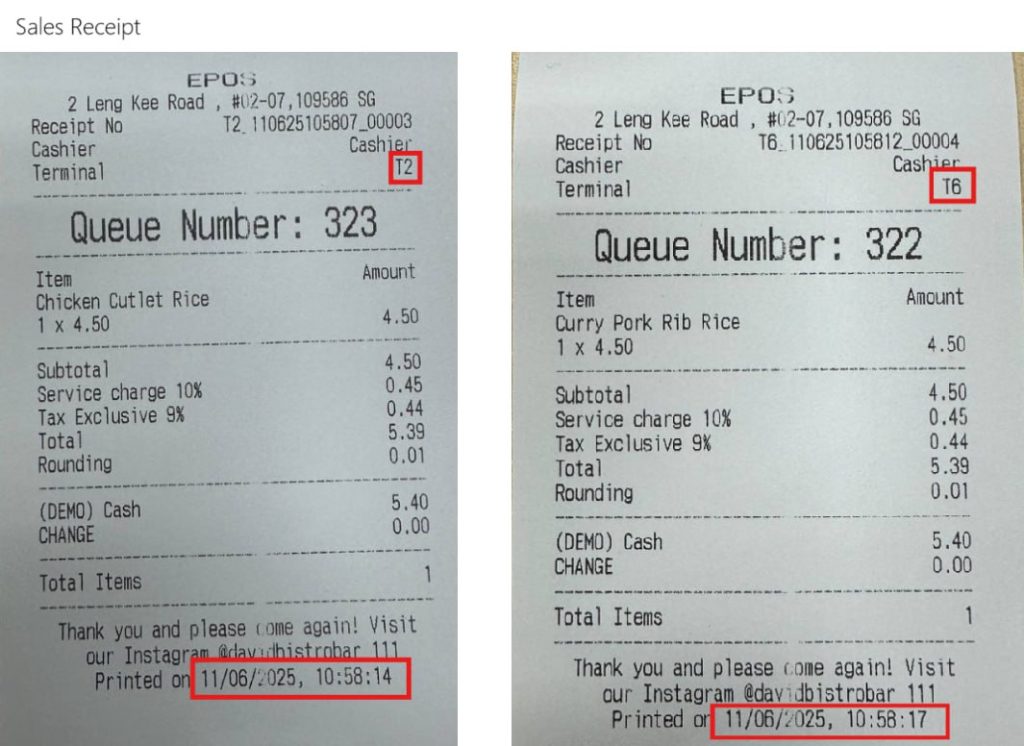 Sales Receipt
EPOS
2 Leng Kee Road , #02-07,109586 SG
Receipt No T2_110625105807_00003
Cashier Cashier
Terminal T2
Queue Number: 323
Item Amount
Chicken Cutlet Rice
1 x 4.50 4.50
Subtotal 4.50
Service charge 10% 0.45
Tax Exclusive 9% 0.44
Total 5.39
Rounding 0.01
(DEMO) Cash 5.40
CHANGE 0.00
Total Items 1
Thank you and please come again! Visit
our Instagram @davidbistrobar 111
Printed on 11/06/2025, 10:58:14
EPOS
2 Leng Kee Road , #02-07,109586 SG
Receipt No T6_110625105812_00004
Cashier Cashier
Terminal T6
Queue Number: 322
Item Amount
Curry Pork Rib Rice
1 x 4.50 4.50
Subtotal 4.50
Service charge 10% 0.45
Tax Exclusive 9% 0.44
Total 5.39
Rounding 0.01
(DEMO) Cash 5.40
CHANGE 0.00
Total Items 1
Thank you and please come again! Visit
our Instagram @davidbistrobar 111
Printed on 11/06/2025, 10:58:17